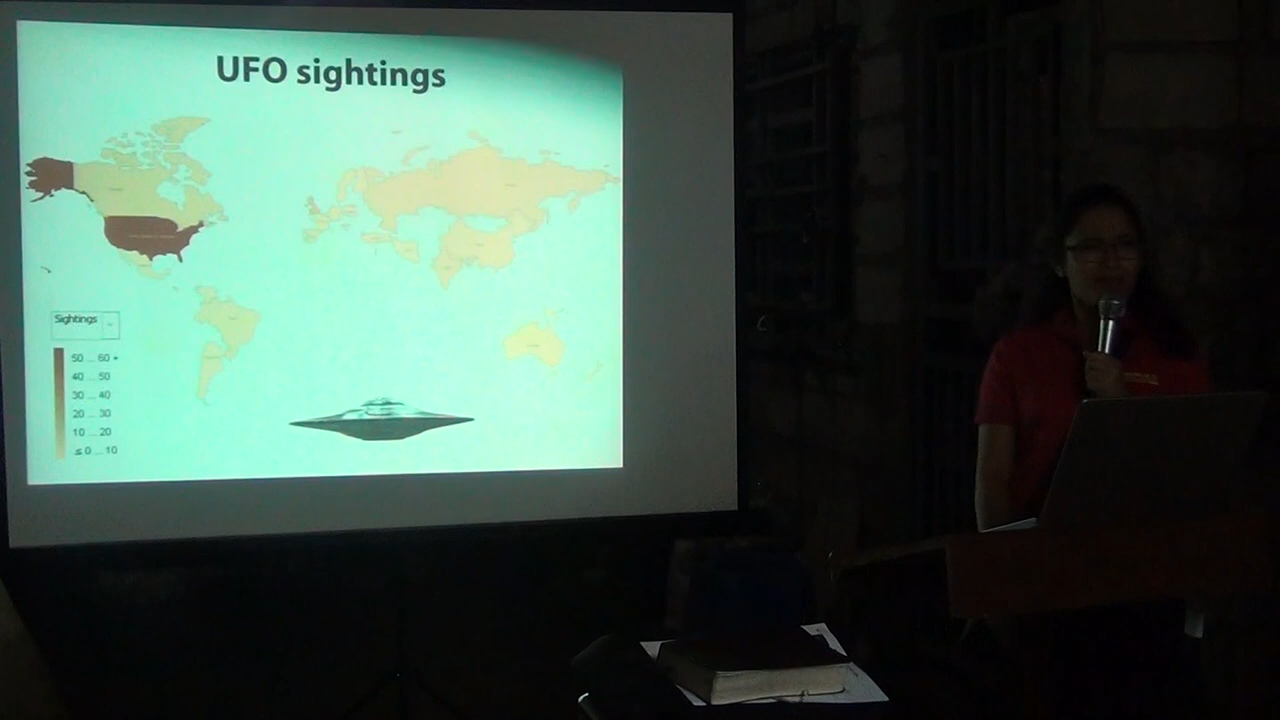 UFO sightings
Sightings
50 ... 60 +
40 ... 50
30 ... 40
20 ... 30
10 ... 20
≤ 0 ... 10